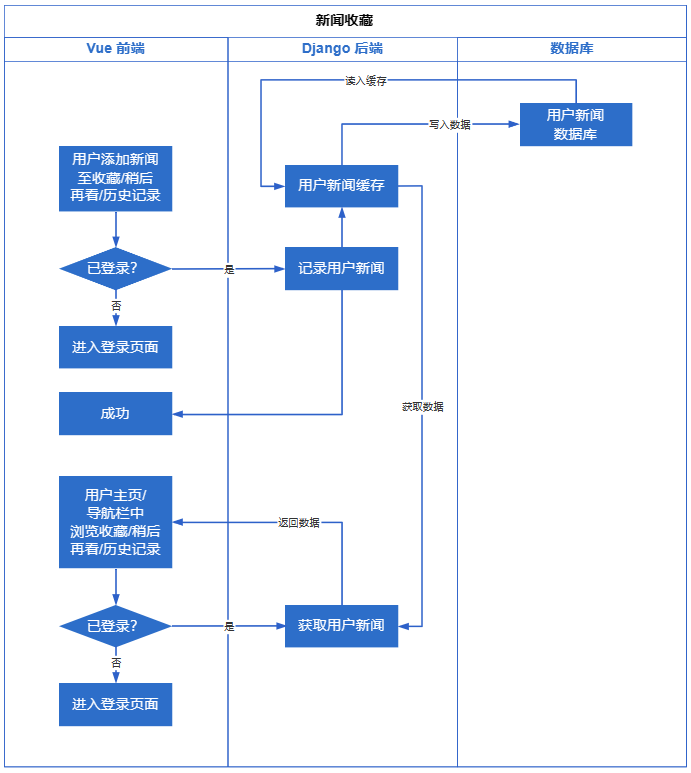 新闻收藏
Vue 前端
Django 后端
数据库
读入缓存
用户新闻
数据库
写入数据
用户添加新闻
至收藏/稍后
再看/历史记录
用户新闻缓存
已登录?
是
记录用户新闻
否
进入登录页面
成功
获取数据
用户主页/
导航栏中
浏览收藏/稍后
再看/历史记录
返回数据
已登录?
是
获取用户新闻
否
进入登录页面